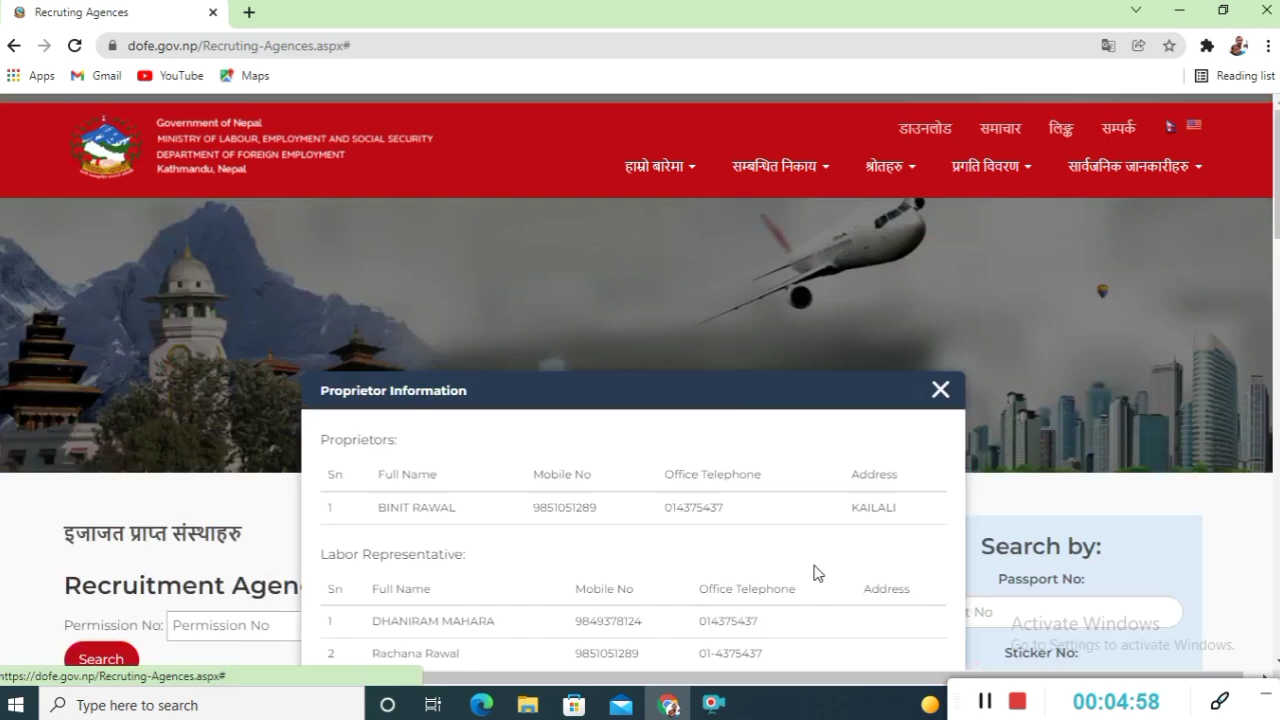 Recruting Agences
dofe.gov.np/Recruting-Agences.aspx#
Apps Gmail YouTube Maps Reading list
Government of Nepal
MINISTRY OF LABOUR, EMPLOYMENT AND SOCIAL SECURITY
DEPARTMENT OF FOREIGN EMPLOYMENT
Kathmandu, Nepal
डाउनलोड समाचार लिङ्क सम्पर्क
हाम्रो बारेमा सम्बन्धित निकाय श्रोतहरु प्रगति विवरण सार्वजनिक जानकारीहरु
Proprietor Information
Proprietors:
Sn Full Name Mobile No Office Telephone Address
1 BINIT RAWAL 9851051289 014375437 KAILALI
Labor Representative:
Sn Full Name Mobile No Office Telephone Address
1 DHANIRAM MAHARA 9849378124 014375437
2 Rachana Rawal 9851051289 01-4375437
इजाजत प्राप्त संस्थाहरु
Recruitment Agen
Permission No: Permission No
Search
Search by:
Passport No:
t No
Sticker No:
Activate Windows
Go to Settings to activate Windows.
https://dofe.gov.np/Recruting-Agences.aspx#
Type here to search
00:04:58